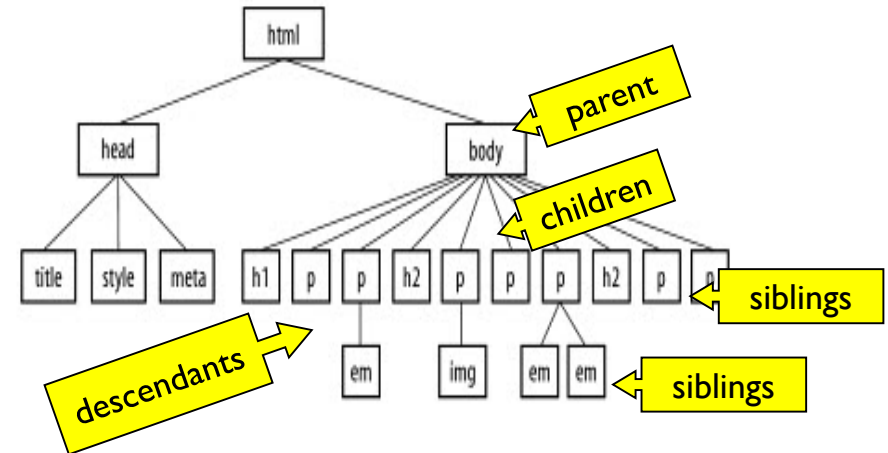 html
parent
head
body
children
title style meta h1 p p h2 p p p h2 p p
siblings
descendants
em img em em
siblings